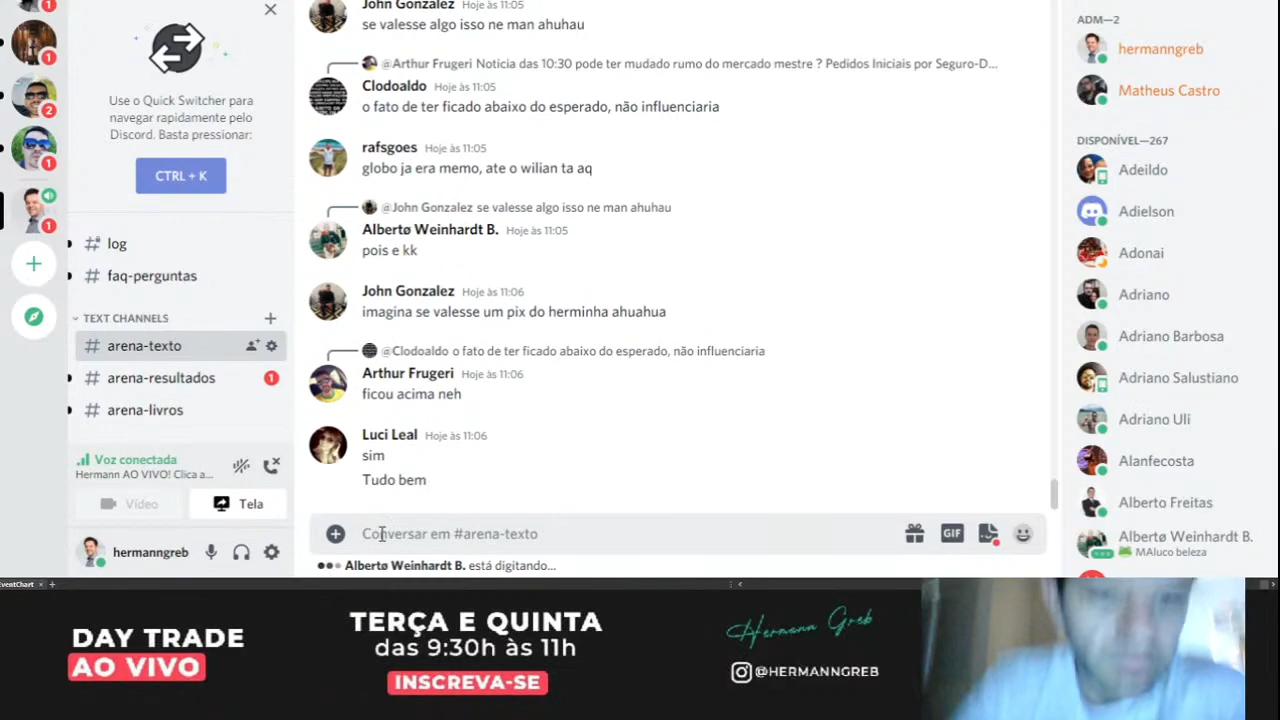 1
1
2
1
1
Use o Quick Switcher para
navegar rapidamente pelo
Discord. Basta pressionar:
CTRL + K
# log
# faq-perguntas
TEXT CHANNELS
# arena-texto
# arena-resultados 1
# arena-livros
Voz conectada
Hermann AO VIVO! Clica a...
Vídeo
Tela
hermanngreb
John Gonzalez Hoje às 11:05
se valesse algo isso ne man ahuhau
@Arthur Frugeri Noticia das 10:30 pode ter mudado rumo do mercado mestre ? Pedidos Iniciais por Seguro-D...
Clodoaldo Hoje às 11:05
o fato de ter ficado abaixo do esperado, não influenciaria
rafsgoes Hoje às 11:05
globo ja era memo, ate o wilian ta aq
@John Gonzalez se valesse algo isso ne man ahuhau
Albertø Weinhardt B. Hoje às 11:05
pois e kk
John Gonzalez Hoje às 11:06
imagina se valesse um pix do herminha ahuahua
@Clodoaldo o fato de ter ficado abaixo do esperado, não influenciaria
Arthur Frugeri Hoje às 11:06
ficou acima neh
Luci Leal Hoje às 11:06
sim
Tudo bem
Conversar em #arena-texto
GIF
Albertø Weinhardt B. está digitando...
ADM—2
hermanngreb
Matheus Castro
DISPONÍVEL—267
Adeildo
Adielson
Adonai
Adriano
Adriano Barbosa
Adriano Salustiano
Adriano Uli
Alanfecosta
Alberto Freitas
Albertø Weinhardt B.
MAluco beleza
EventChart
DAY TRADE
AO VIVO
TERÇA E QUINTA
das 9:30h às 11h
INSCREVA-SE
Hermann Greb
@HERMANNGREB